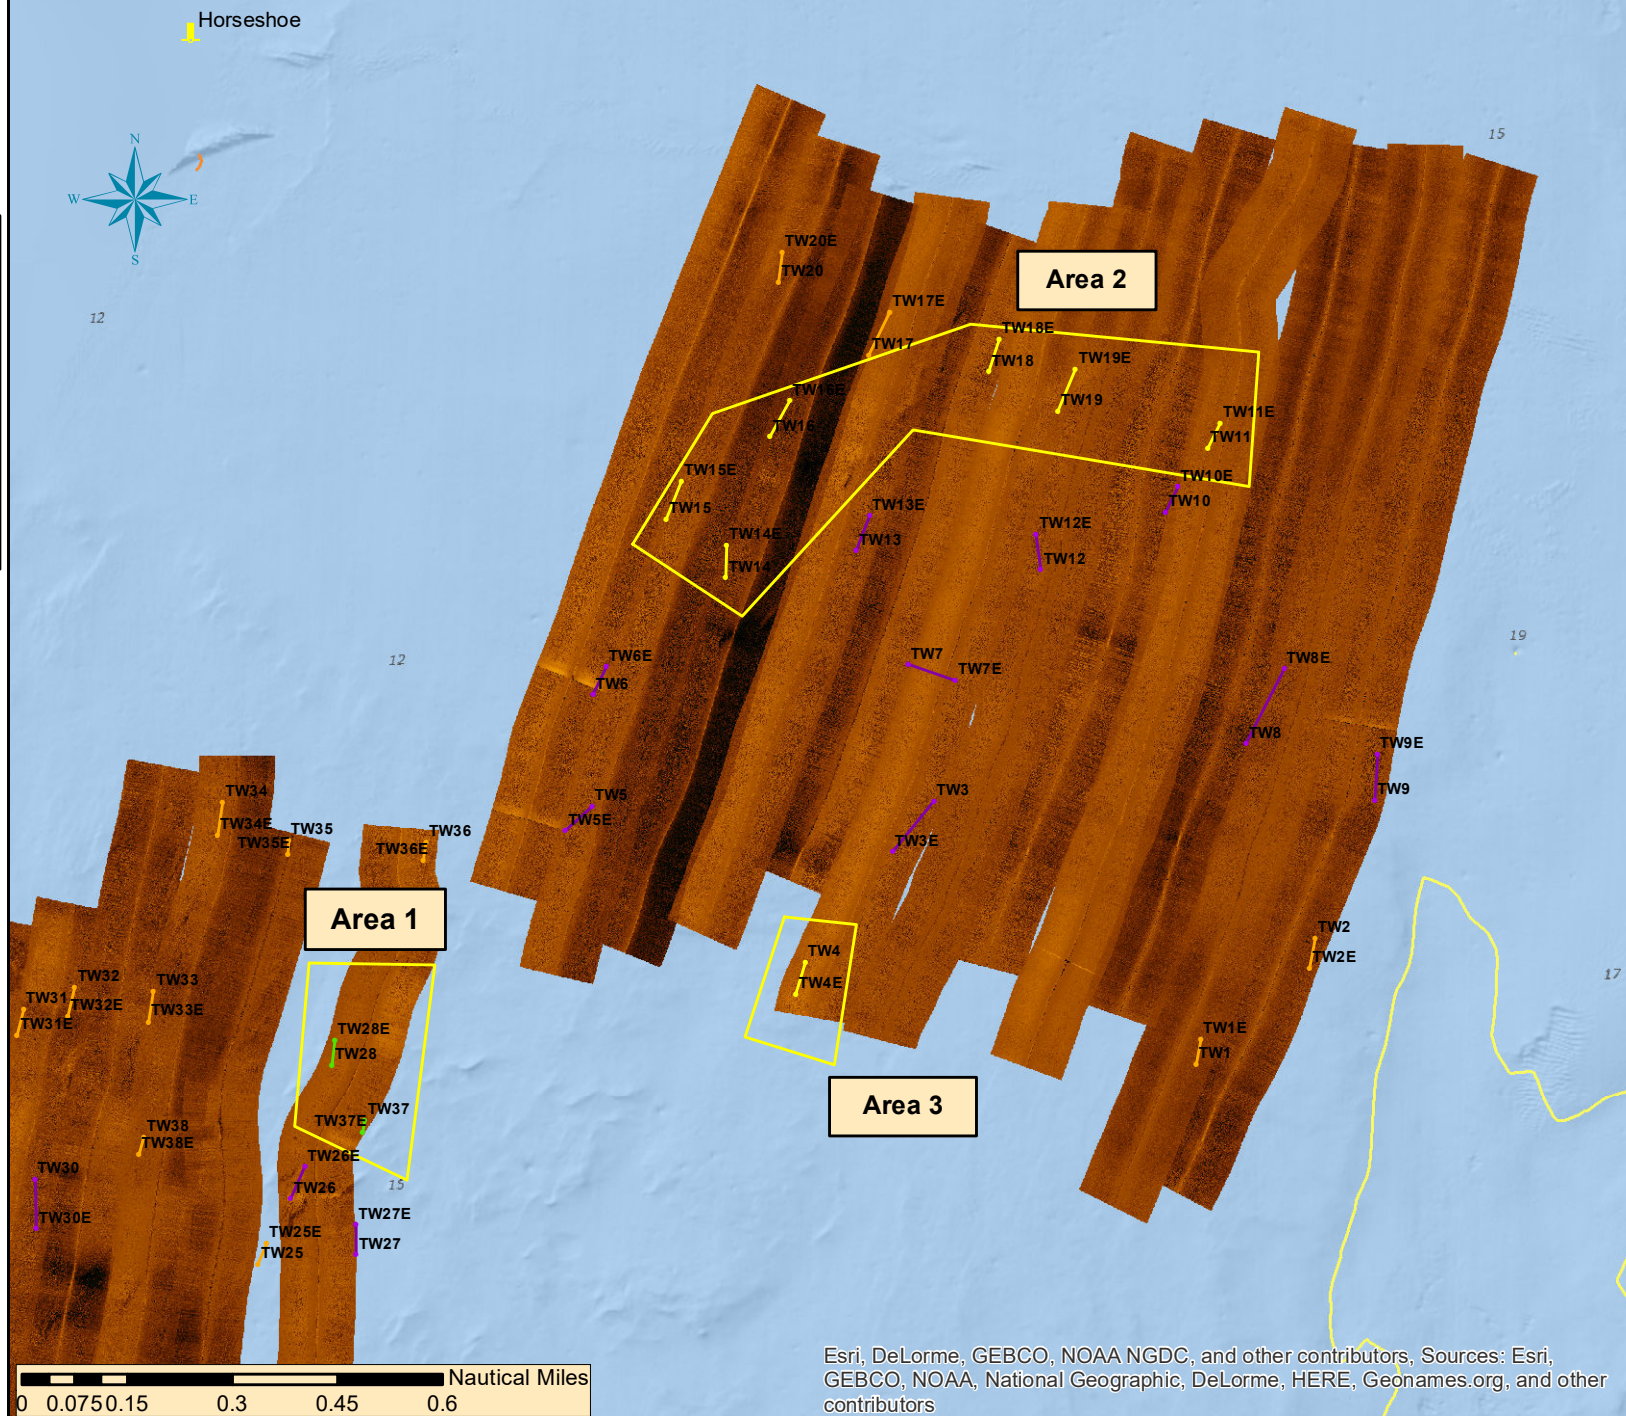 Horseshoe
N
W E
S
15
12
TW20E
TW20
Area 2
TW17E
TW17
TW18E
TW18
TW19E
TW19
TW16E
TW16
TW11E
TW11
TW15E
TW15
TW10E
TW10
TW14E
TW14
TW13E
TW13
TW12E
TW12
19
12
TW6E
TW6
TW7
TW7E
TW8E
TW8
TW9E
TW9
TW5
TW5E
TW3
TW3E
TW34
TW34E
TW35
TW35E
TW36
TW36E
Area 1
TW2
TW2E
TW4
TW4E
17
TW31
TW31E
TW32
TW32E
TW33
TW33E
TW28E
TW28
TW1E
TW1
Area 3
TW37
TW37E
TW38
TW38E
TW26E
TW26
15
TW30
TW30E
TW27E
TW27
TW25E
TW25
Nautical Miles
0 0.075 0.15 0.3 0.45 0.6
Esri, DeLorme, GEBCO, NOAA NGDC, and other contributors, Sources: Esri,
GEBCO, NOAA, National Geographic, DeLorme, HERE, Geonames.org, and other
contributors